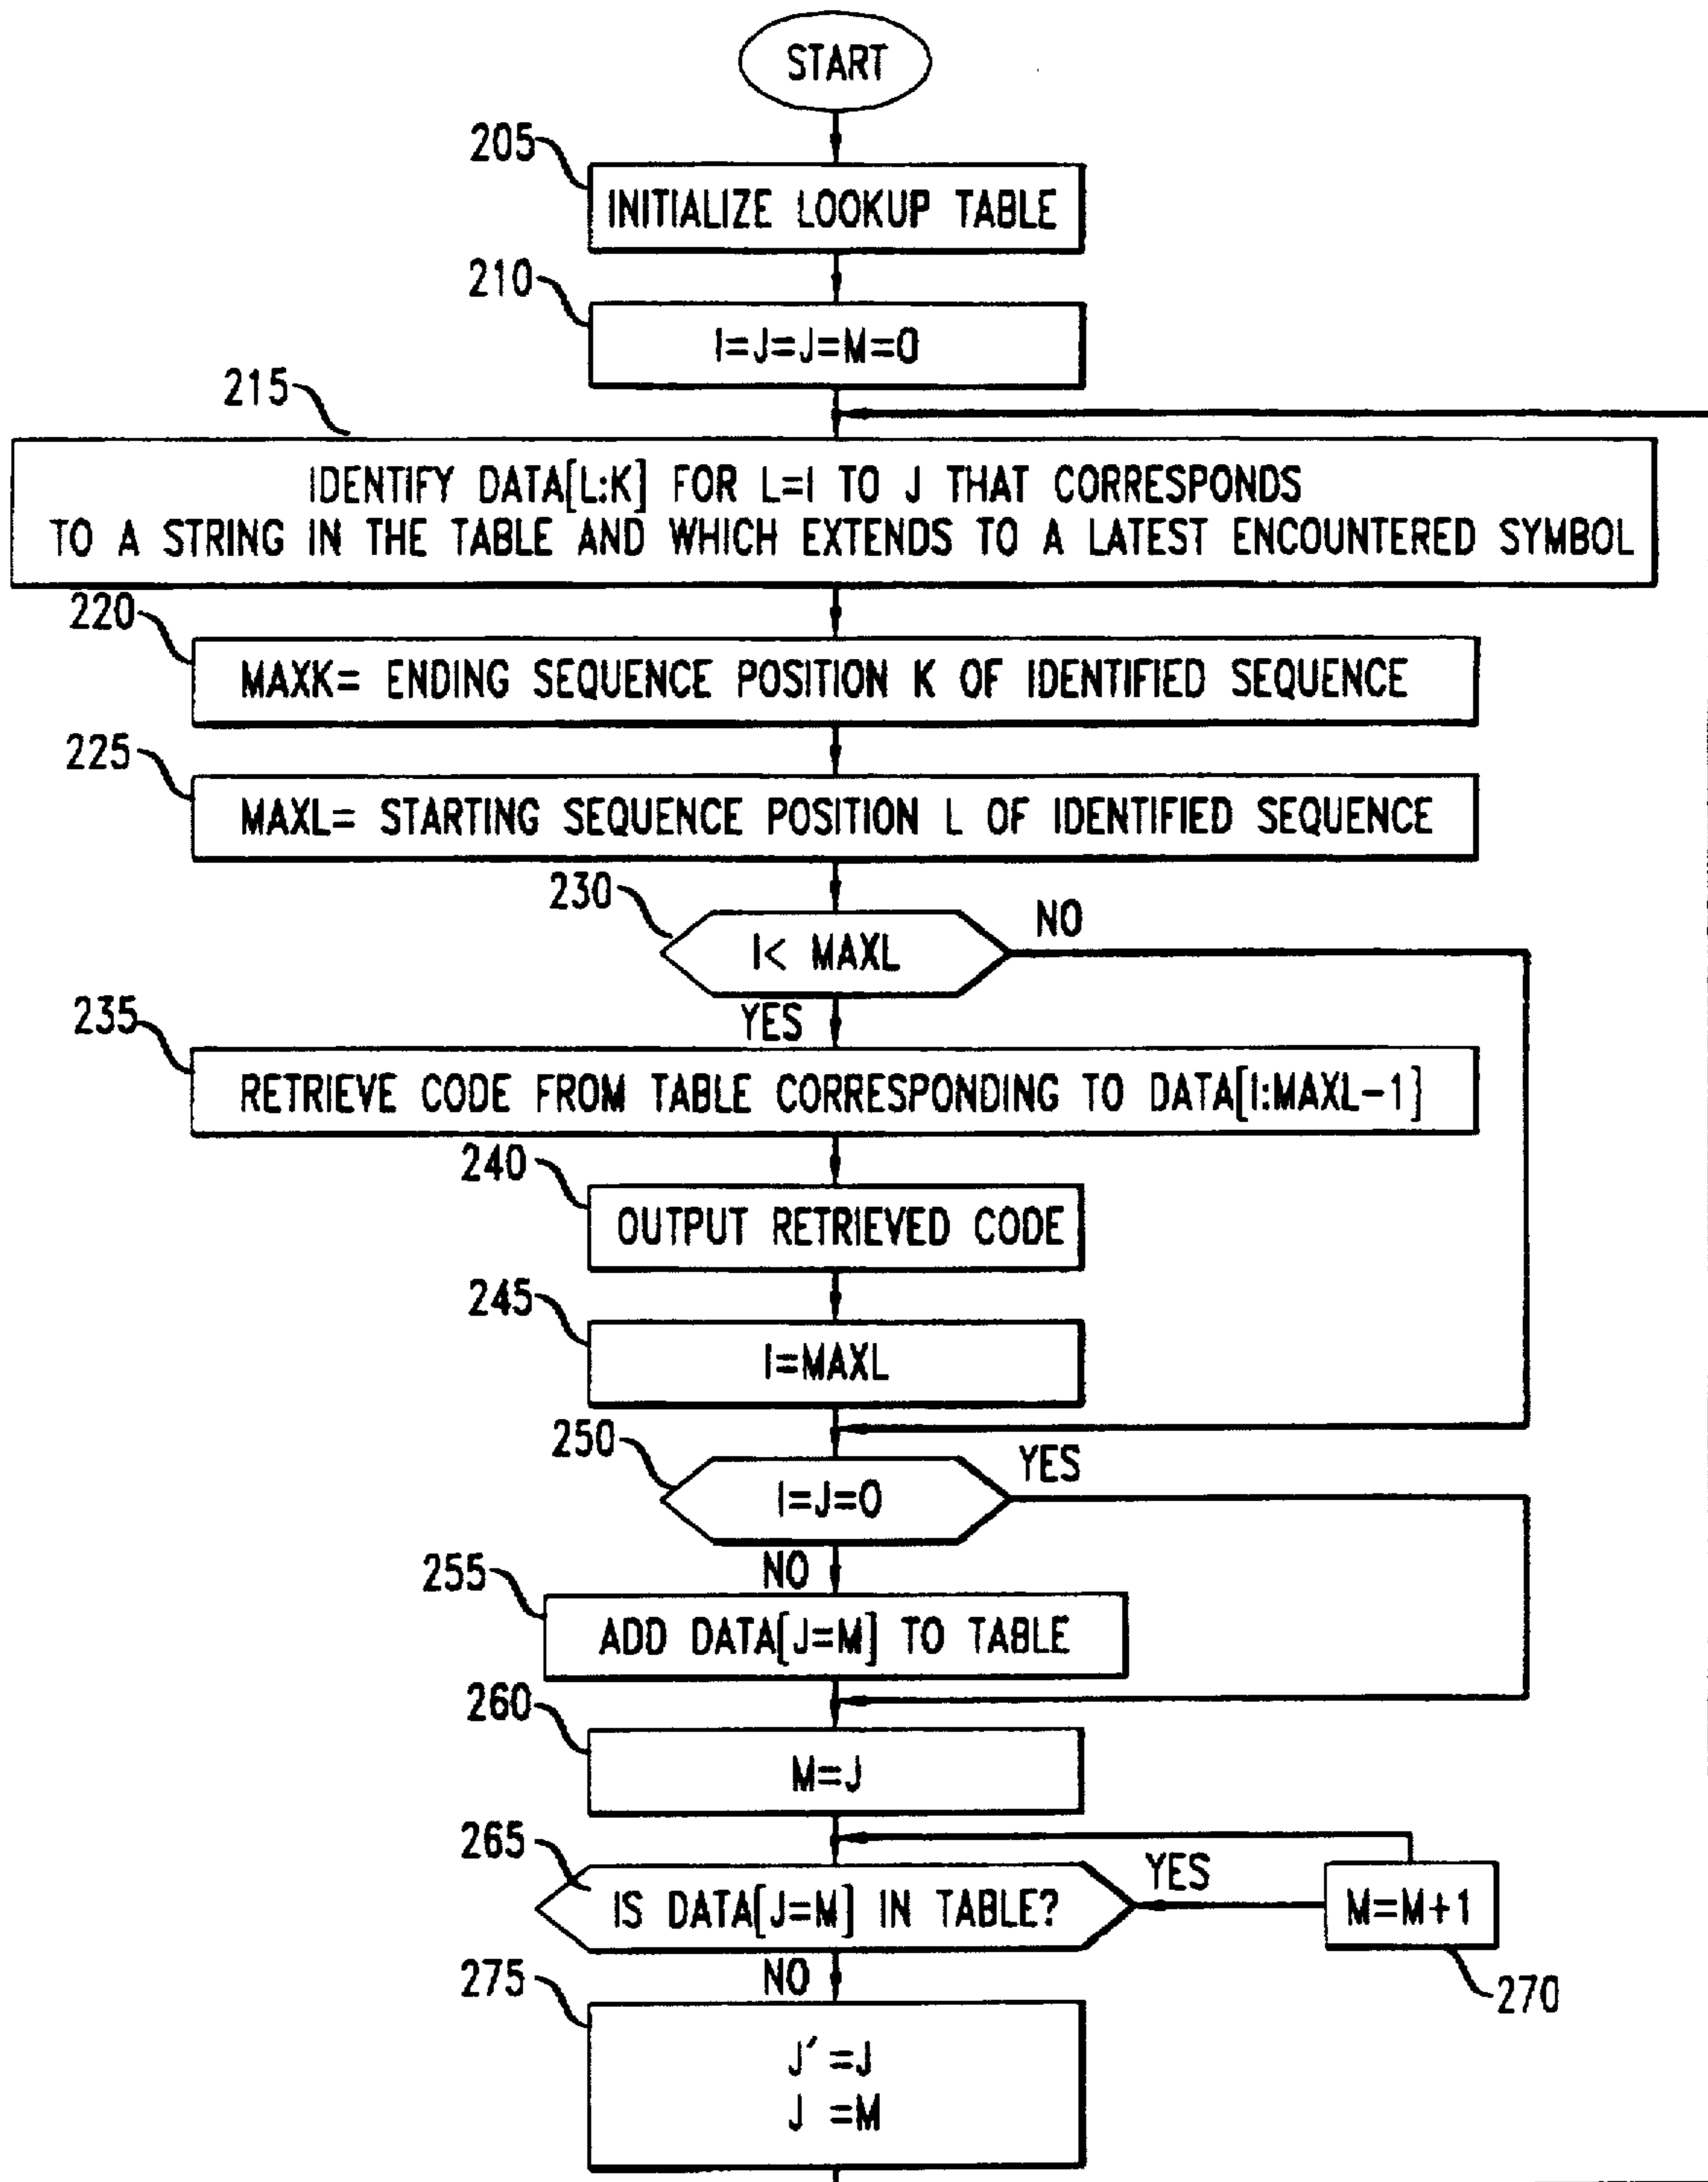 START
205
INITIALIZE LOOKUP TABLE
210
I=J=J=M=0
215
IDENTIFY DATA[L:K] FOR L=I TO J THAT CORRESPONDS
TO A STRING IN THE TABLE AND WHICH EXTENDS TO A LATEST ENCOUNTERED SYMBOL
220
MAXK= ENDING SEQUENCE POSITION K OF IDENTIFIED SEQUENCE
225
MAXL= STARTING SEQUENCE POSITION L OF IDENTIFIED SEQUENCE
230
I< MAXL
NO
YES
235
RETRIEVE CODE FROM TABLE CORRESPONDING TO DATA[I:MAXL-1]
240
OUTPUT RETRIEVED CODE
245
I=MAXL
250
I=J=0
YES
NO
255
ADD DATA[J=M] TO TABLE
260
M=J
265
IS DATA[J=M] IN TABLE?
YES
M=M+1
270
NO
275
J′=J
J =M